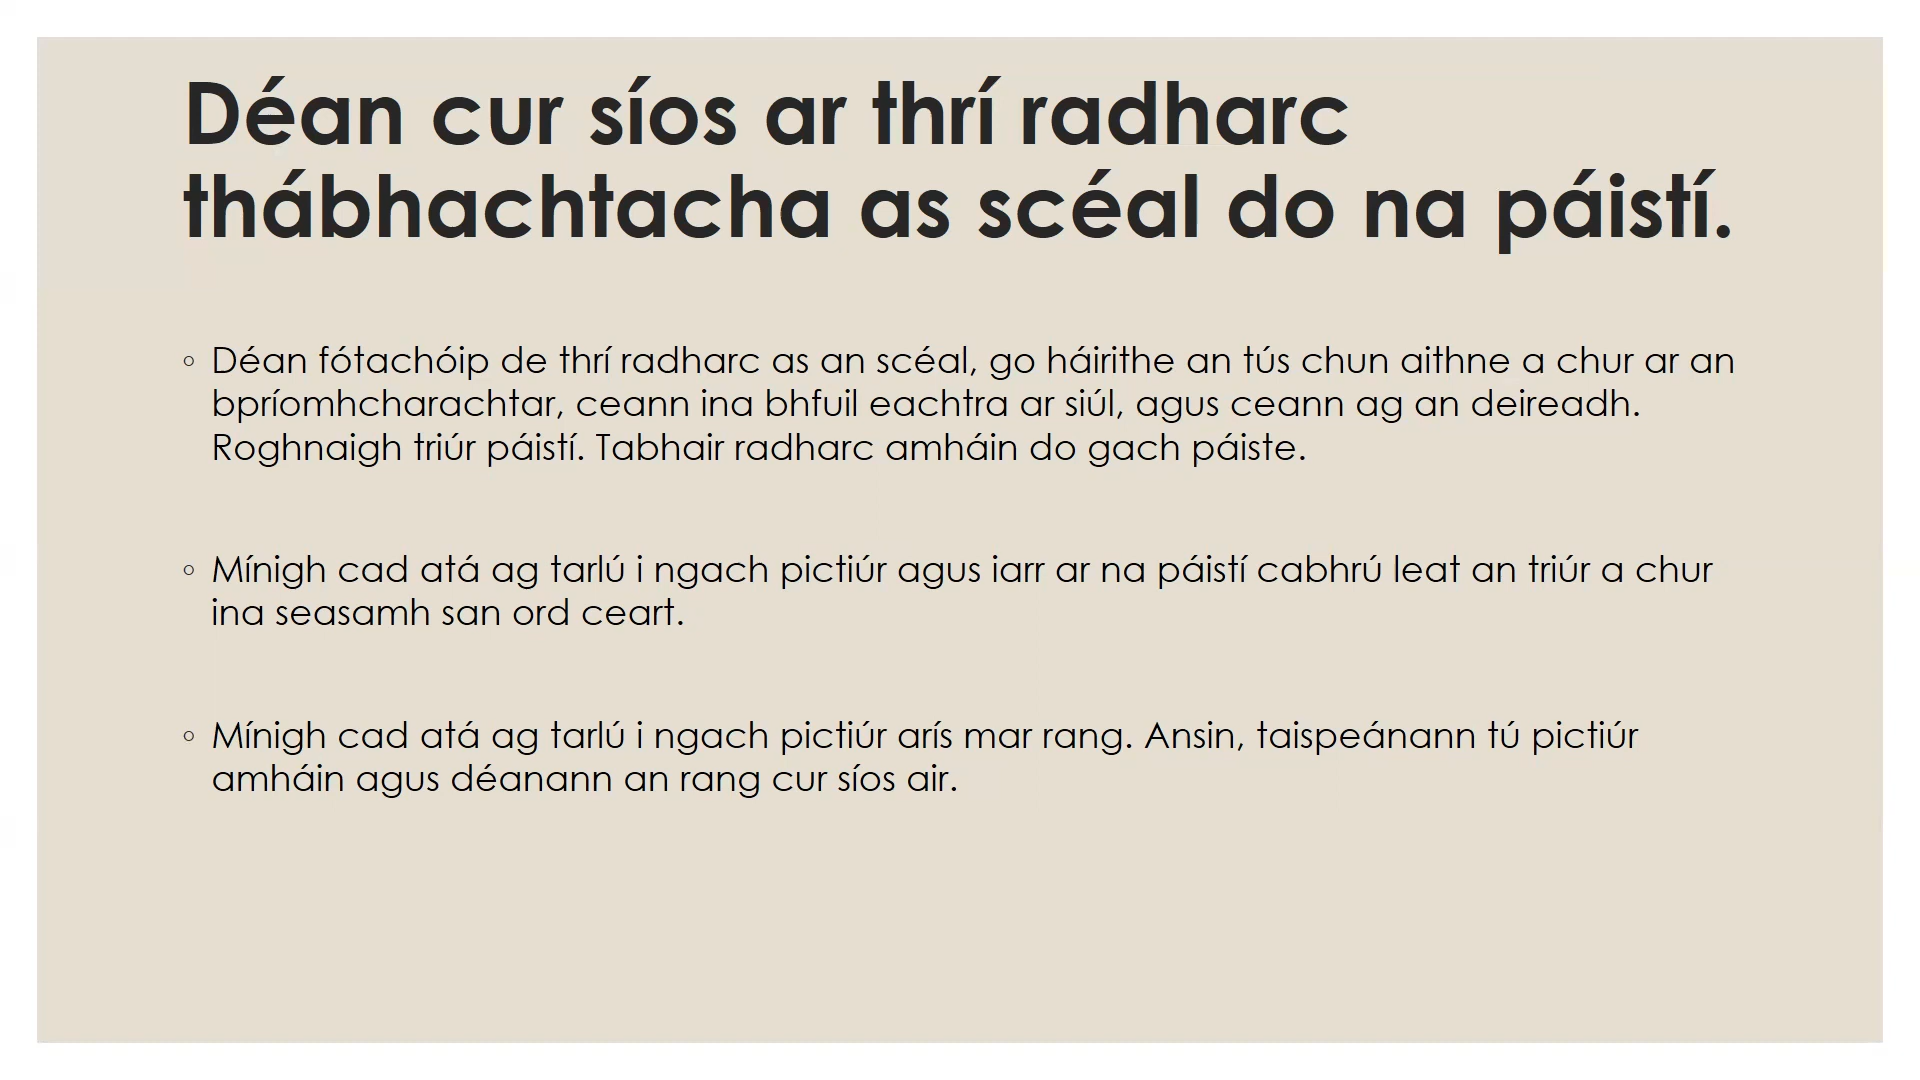 Déan cur síos ar thrí radharc
thábhachtacha as scéal do na páistí.
◦ Déan fótachóip de thrí radharc as an scéal, go háirithe an tús chun aithne a chur ar an
bpríomhcharachtar, ceann ina bhfuil eachtra ar siúl, agus ceann ag an deireadh.
Roghnaigh triúr páistí. Tabhair radharc amháin do gach páiste.
◦ Mínigh cad atá ag tarlú i ngach pictiúr agus iarr ar na páistí cabhrú leat an triúr a chur
ina seasamh san ord ceart.
◦ Mínigh cad atá ag tarlú i ngach pictiúr arís mar rang. Ansin, taispeánann tú pictiúr
amháin agus déanann an rang cur síos air.